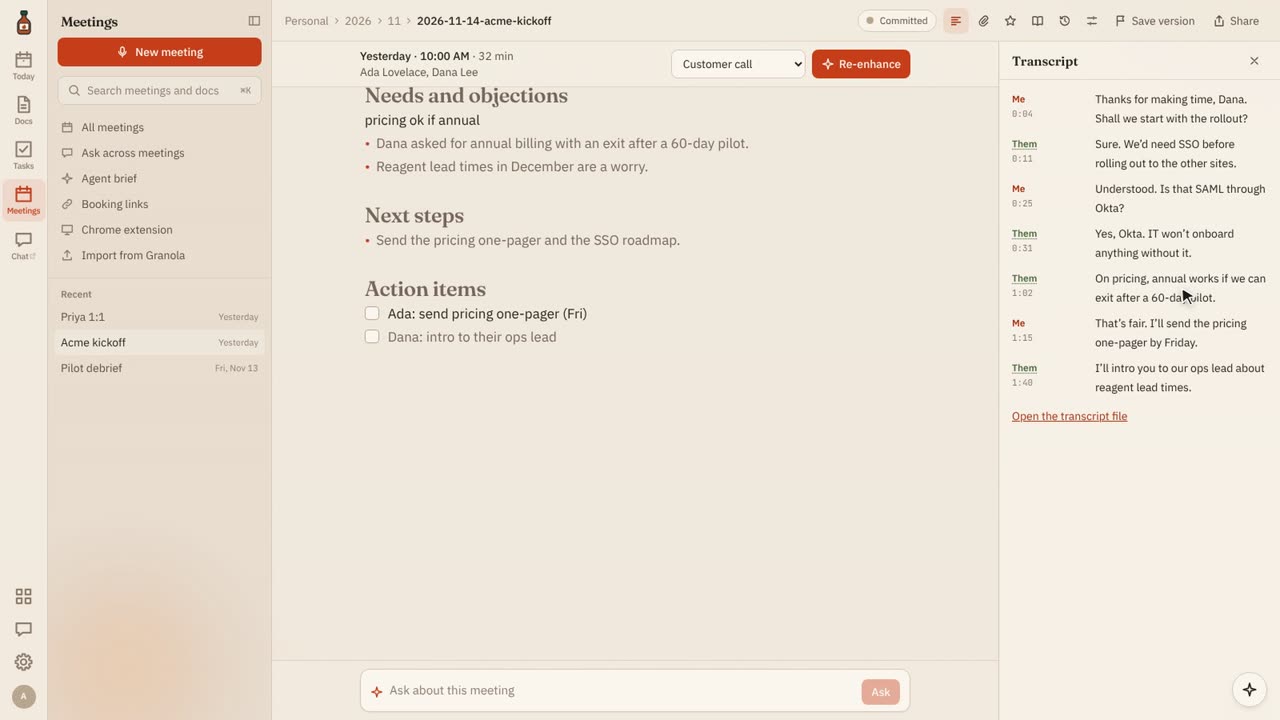 Today
Docs
Tasks
Meetings
Chat
A
Meetings
New meeting
Search meetings and docs ⌘K
All meetings
Ask across meetings
Agent brief
Booking links
Chrome extension
Import from Granola
Recent
Priya 1:1 Yesterday
Acme kickoff Yesterday
Pilot debrief Fri, Nov 13
Personal > 2026 > 11 > 2026-11-14-acme-kickoff
Committed
Save version
Share
Yesterday · 10:00 AM · 32 min
Ada Lovelace, Dana Lee
Customer call
Re-enhance
Needs and objections
pricing ok if annual
• Dana asked for annual billing with an exit after a 60-day pilot.
• Reagent lead times in December are a worry.
Next steps
• Send the pricing one-pager and the SSO roadmap.
Action items
Ada: send pricing one-pager (Fri)
Dana: intro to their ops lead
Ask about this meeting
Ask
Transcript
Me Thanks for making time, Dana.
0:04 Shall we start with the rollout?
Them Sure. We’d need SSO before
0:11 rolling out to the other sites.
Me Understood. Is that SAML through
0:25 Okta?
Them Yes, Okta. IT won’t onboard
0:31 anything without it.
Them On pricing, annual works if we can
1:02 exit after a 60-day pilot.
Me That’s fair. I’ll send the pricing
1:15 one-pager by Friday.
Them I’ll intro you to our ops lead about
1:40 reagent lead times.
Open the transcript file